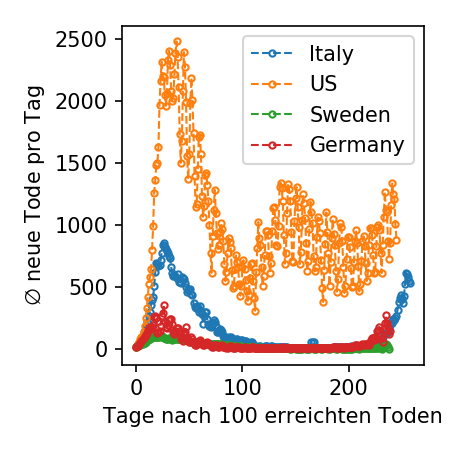 2500
2000
1500
1000
500
0
∅ neue Tode pro Tag
Italy
US
Sweden
Germany
0 100 200
Tage nach 100 erreichten Toden